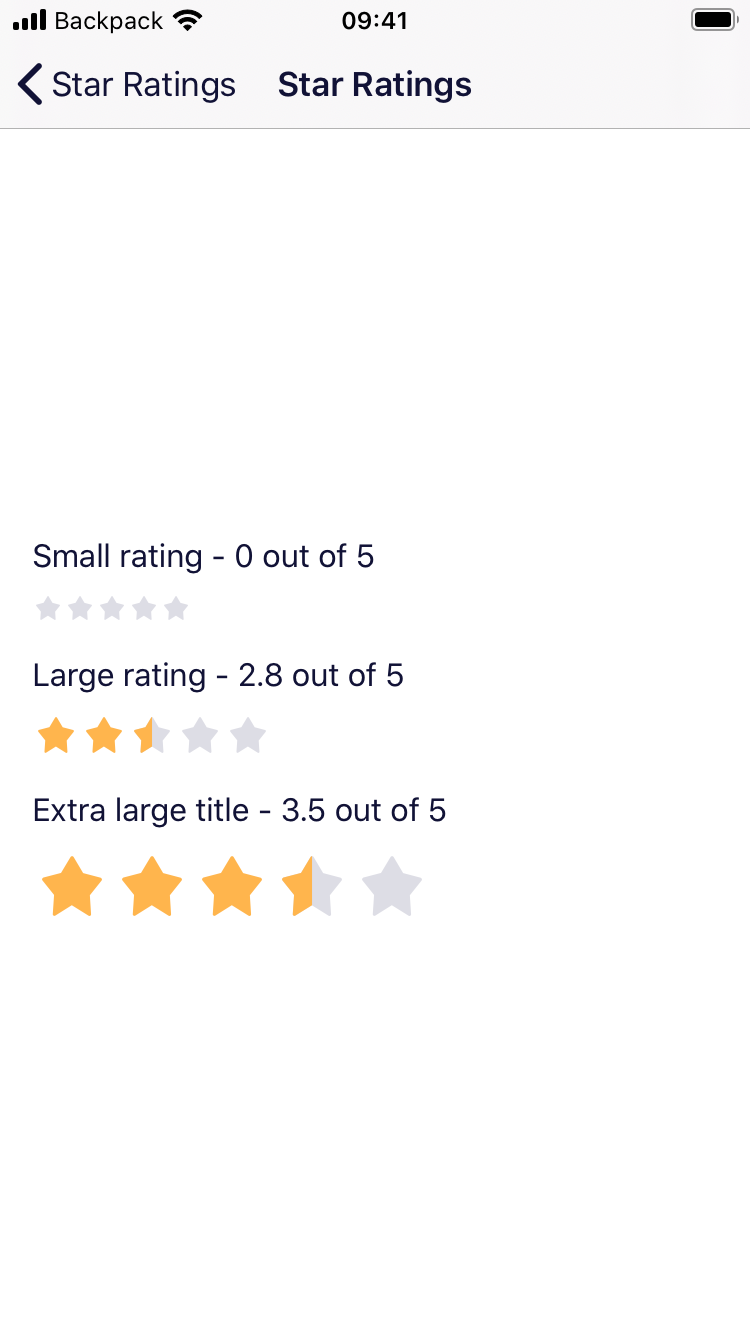 Backpack 09:41
Star Ratings Star Ratings
Small rating - 0 out of 5
Large rating - 2.8 out of 5
Extra large title - 3.5 out of 5